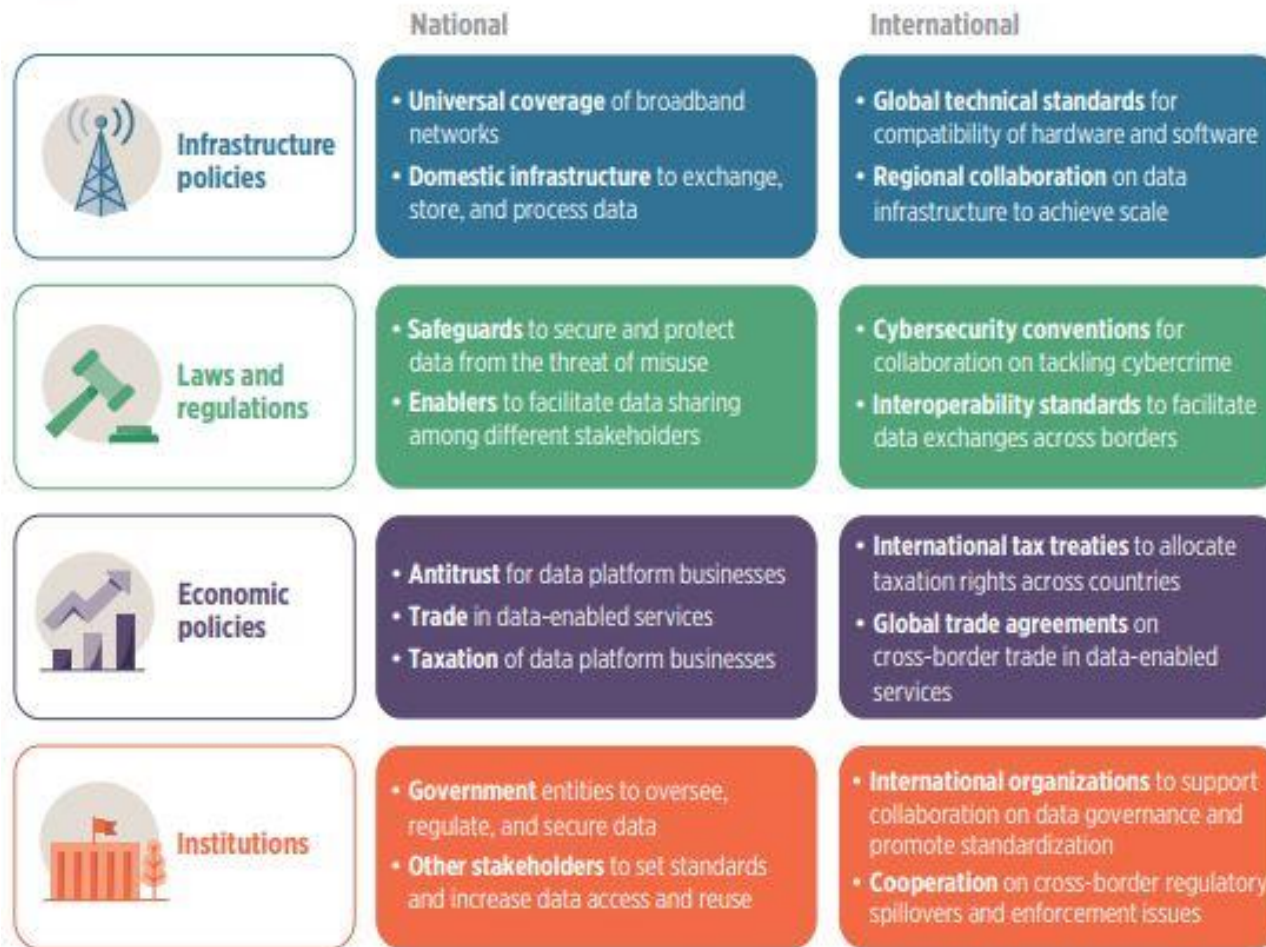 National
International
Infrastructure
policies
• Universal coverage of broadband
networks
• Domestic infrastructure to exchange,
store, and process data
• Global technical standards for
compatibility of hardware and software
• Regional collaboration on data
infrastructure to achieve scale
Laws and
regulations
• Safeguards to secure and protect
data from the threat of misuse
• Enablers to facilitate data sharing
among different stakeholders
• Cybersecurity conventions for
collaboration on tackling cybercrime
• Interoperability standards to facilitate
data exchanges across borders
Economic
policies
• Antitrust for data platform businesses
• Trade in data-enabled services
• Taxation of data platform businesses
• International tax treaties to allocate
taxation rights across countries
• Global trade agreements on
cross-border trade in data-enabled
services
Institutions
• Government entities to oversee,
regulate, and secure data
• Other stakeholders to set standards
and increase data access and reuse
• International organizations to support
collaboration on data governance and
promote standardization
• Cooperation on cross-border regulatory
spillovers and enforcement issues